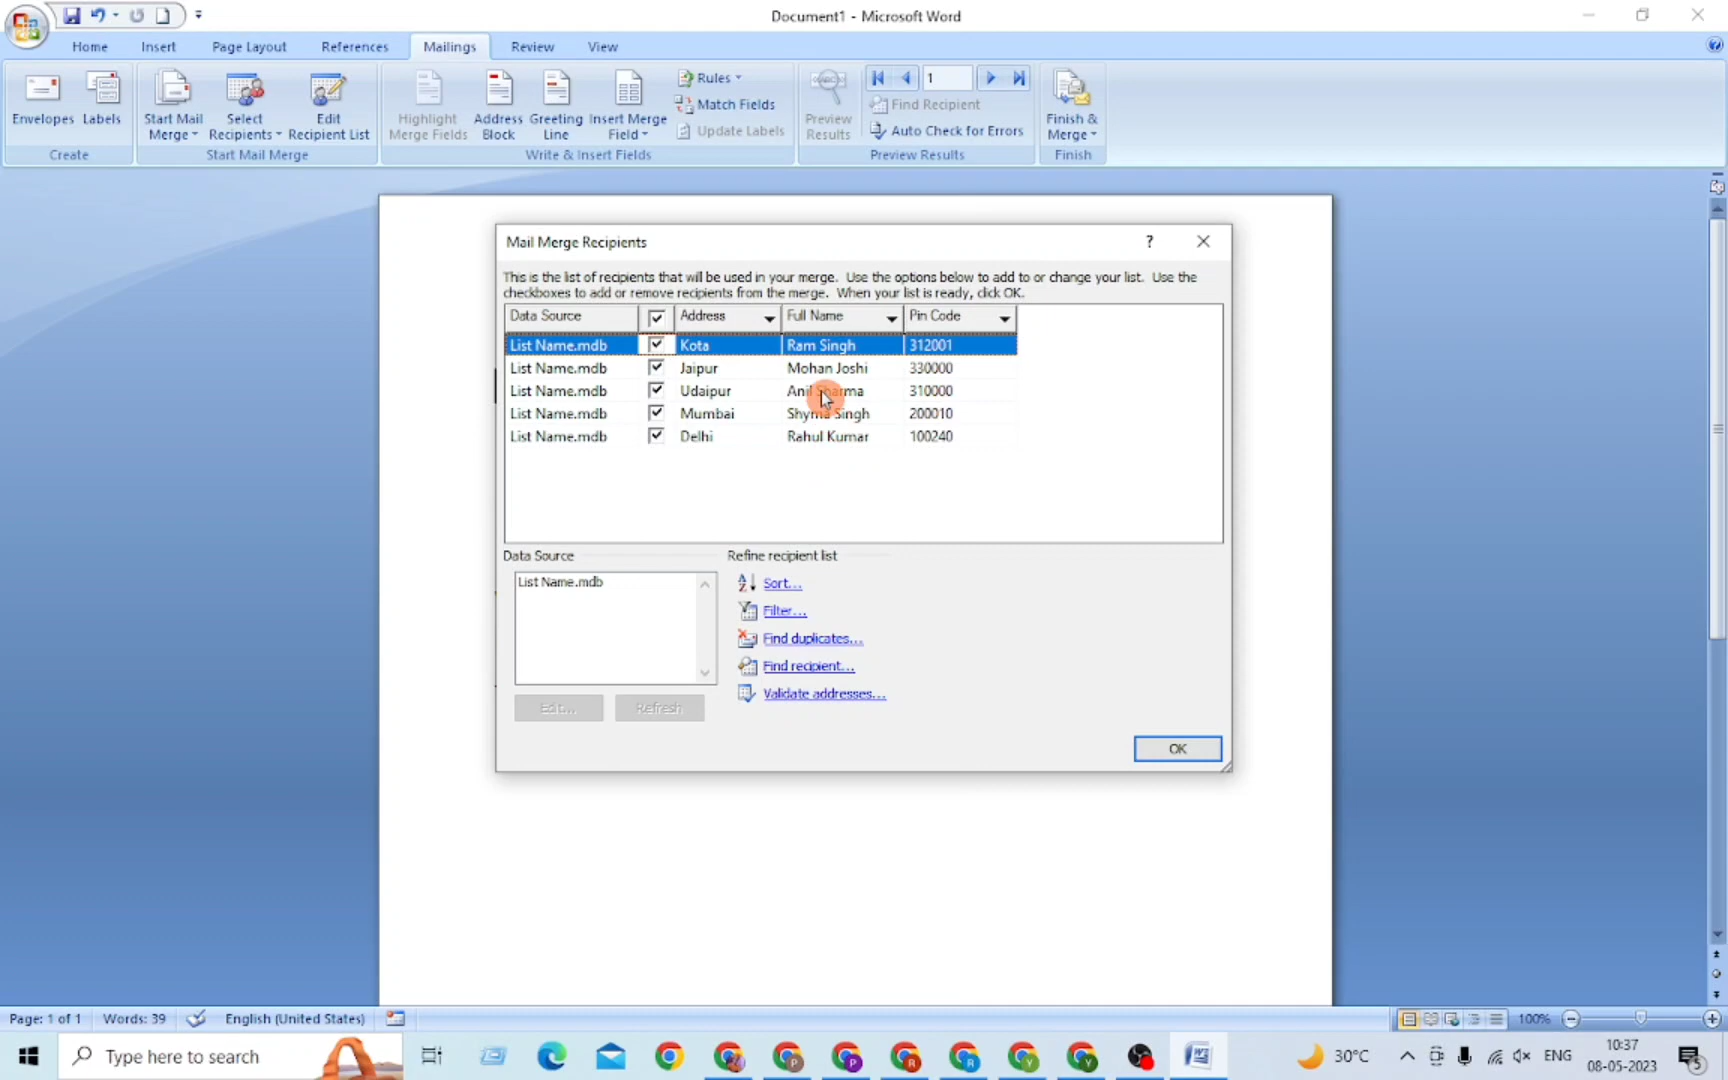 Document1 - Microsoft Word
Home Insert Page Layout References Mailings Review View
Envelopes Labels
Create
Start Mail Merge Select Recipients Edit Recipient List
Start Mail Merge
Highlight Merge Fields Address Block Greeting Line Insert Merge Field
Rules
Match Fields
Update Labels
Write & Insert Fields
Preview Results
1
Find Recipient
Auto Check for Errors
Preview Results
Finish & Merge
Finish
Mail Merge Recipients ?
This is the list of recipients that will be used in your merge. Use the options below to add to or change your list. Use the
checkboxes to add or remove recipients from the merge. When your list is ready, click OK.
Data Source Address Full Name Pin Code
List Name.mdb Kota Ram Singh 312001
List Name.mdb Jaipur Mohan Joshi 330000
List Name.mdb Udaipur Anil Sharma 310000
List Name.mdb Mumbai Shyma Singh 200010
List Name.mdb Delhi Rahul Kumar 100240
Data Source Refine recipient list
List Name.mdb
Sort...
Filter...
Find duplicates...
Find recipient...
Validate addresses...
Edit... Refresh
OK
Page: 1 of 1 Words: 39 English (United States) 100%
Type here to search 30°C ENG 10:37
08-05-2023 5